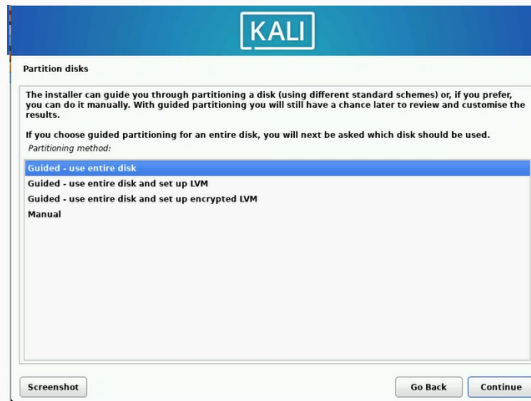 KALI
Partition disks
The installer can guide you through partitioning a disk (using different standard schemes) or, if you prefer,
you can do it manually. With guided partitioning you will still have a chance later to review and customise the
results.
If you choose guided partitioning for an entire disk, you will next be asked which disk should be used.
Partitioning method:
Guided - use entire disk
Guided - use entire disk and set up LVM
Guided - use entire disk and set up encrypted LVM
Manual
Screenshot
Go Back
Continue